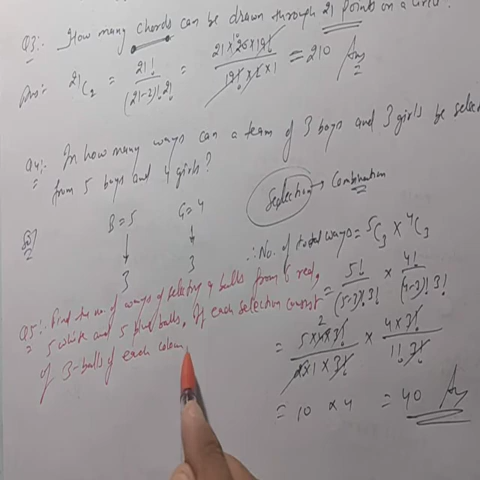 Q3:- How many chords can be drawn through 21 points on a circle?
Ans:- ²¹C₂ = 21! / (21-2)! 2! = 21 × 20 × 19! / 19! × 2 × 1 = 210 Ans
Q4:- In how many ways can a team of 3 boys and 3 girls be selec
from 5 boys and 4 girls?
Selection → Combination
B = 5 G = 4
↓ ↓
3 3
∴ No. of total ways = ⁵C₃ × ⁴C₃
= 5! / (5-3)! 3! × 4! / (4-3)! 3!
= 5 × 4 × 3! / 2 × 1 × 3! × 4 × 3! / 1! 3!
= 10 × 4 = 40 Ans
Q5:- Find the no. of ways of selecting 9 balls from 6 red,
5 white and 5 blue balls, If each selection consist
of 3-balls of each colour